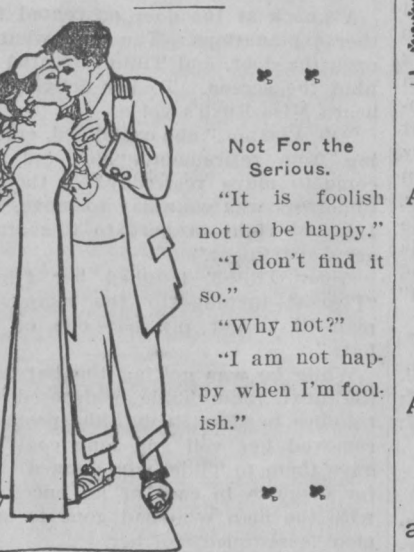 Not For the
Serious.
"It is foolish
not to be happy."
"I don't find it
so."
"Why not?"
"I am not hap-
py when I'm fool-
ish."